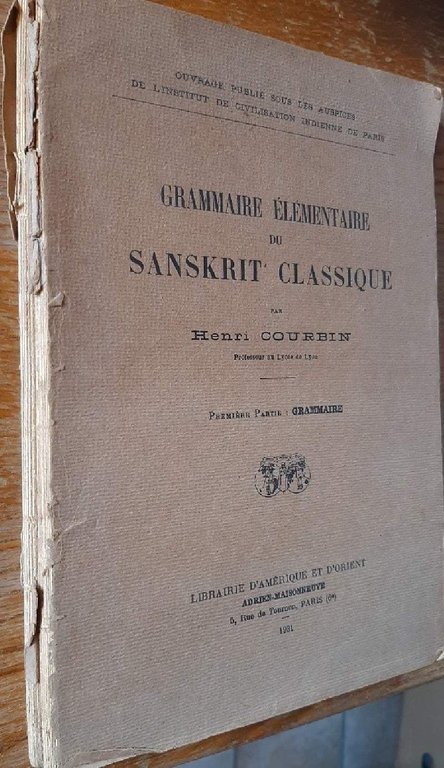 OUVRAGE PUBLIÉ SOUS LES AUSPICES
DE L'INSTITUT DE CIVILISATION INDIENNE DE PARIS
GRAMMAIRE ÉLÉMENTAIRE
DU
SANSKRIT CLASSIQUE
PAR
Henri COURBIN
Professeur au Lycée de Lyon
PREMIÈRE PARTIE : GRAMMAIRE
LIBRAIRIE D'AMÉRIQUE ET D'ORIENT
ADRIEN-MAISONNEUVE
5, Rue de Tournon, PARIS (6e)
1931